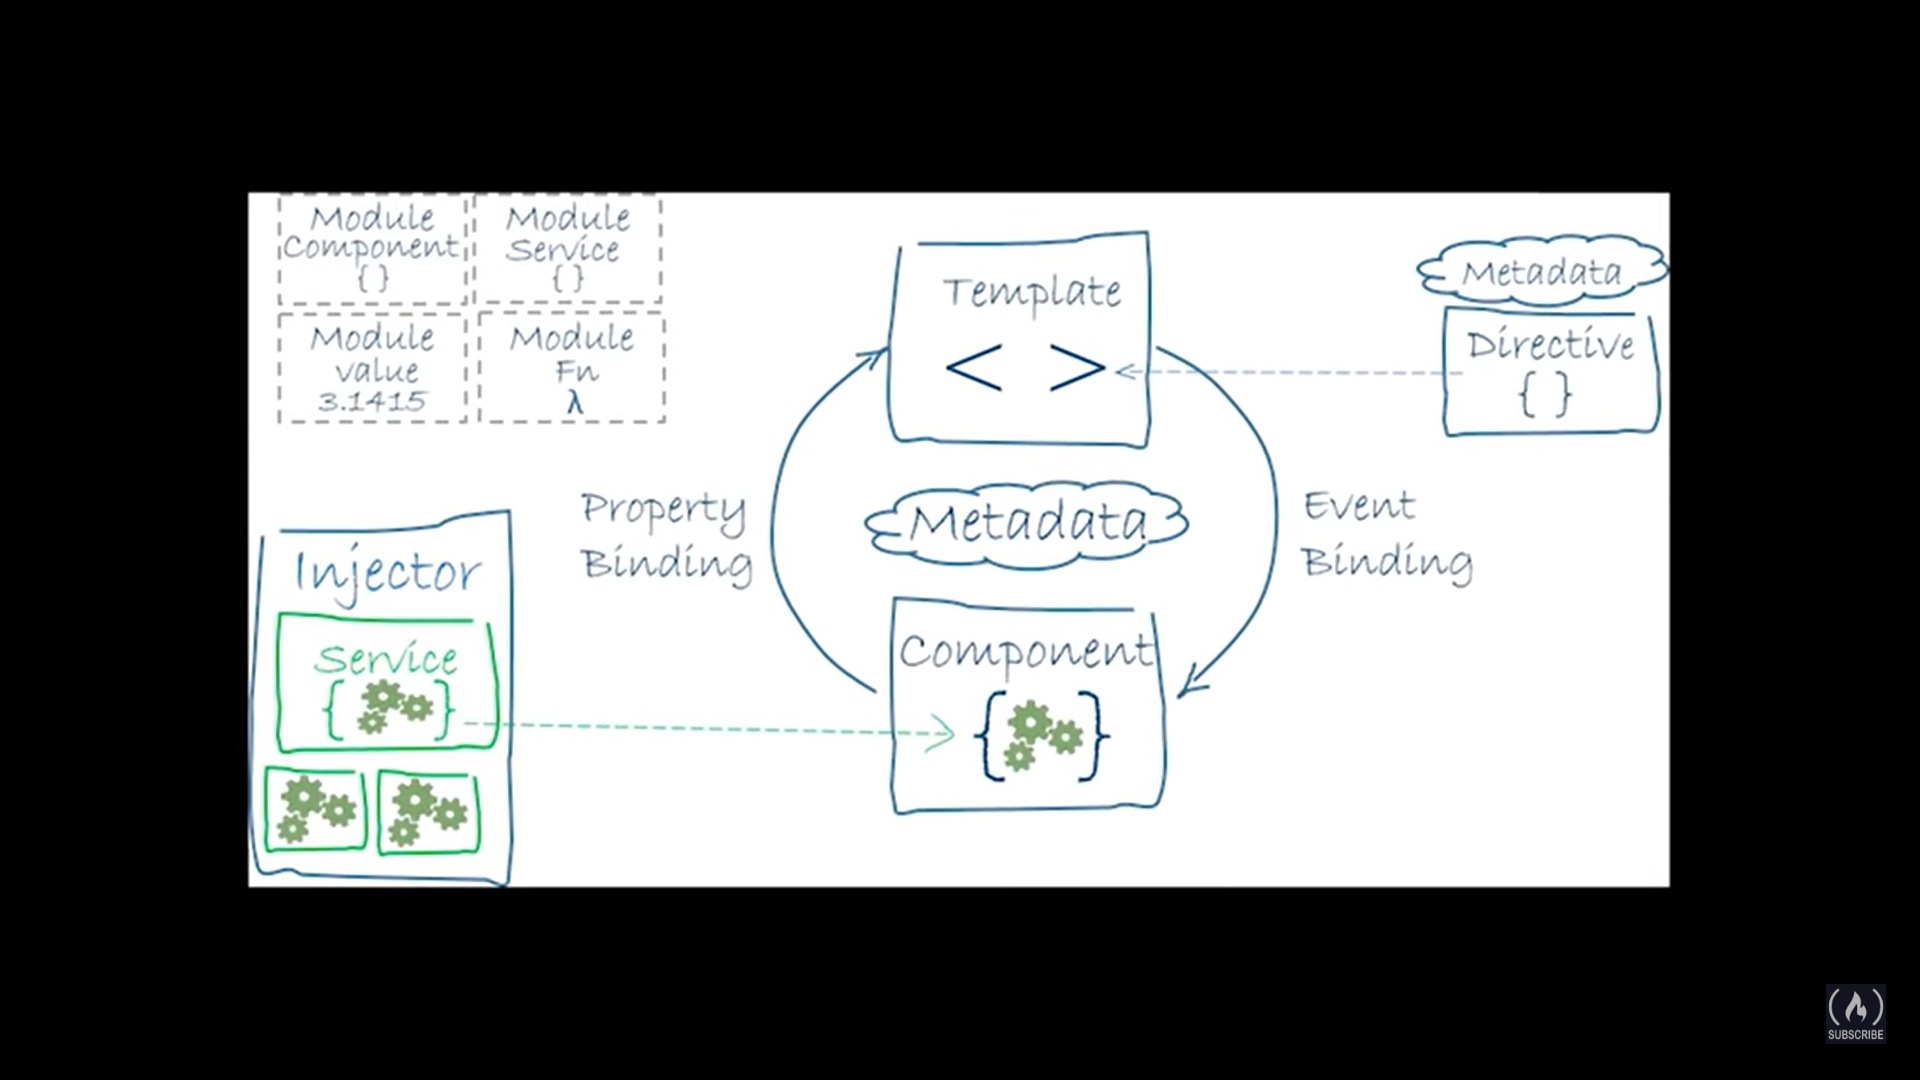 Module
Component
{ }
Module
Service
{ }
Module
value
3.1415
Module
Fn
λ
Template
< >
Metadata
Directive
{ }
Property
Binding
Metadata
Event
Binding
Injector
Service
{ }
Component
{ }
SUBSCRIBE